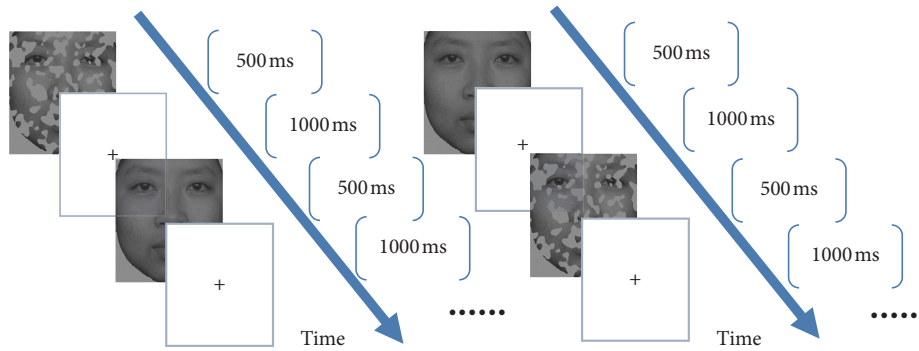 500 ms
1000 ms
500 ms
1000 ms
Time
+
+
......
500 ms
1000 ms
500 ms
1000 ms
Time
+
+
.....